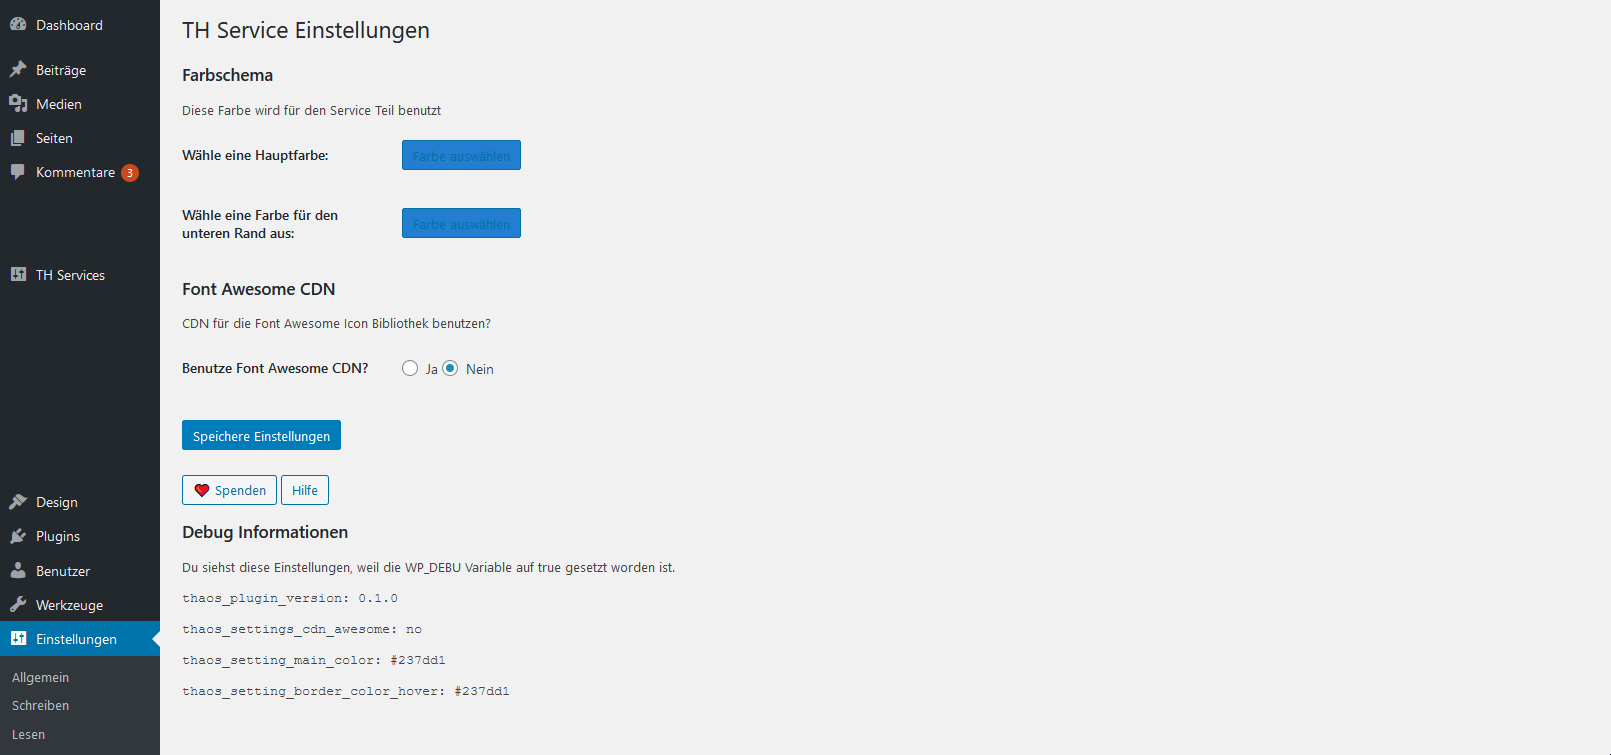 Dashboard
Beiträge
Medien
Seiten
Kommentare 3
TH Services
Design
Plugins
Benutzer
Werkzeuge
Einstellungen
Allgemein
Schreiben
Lesen
TH Service Einstellungen
Farbschema
Diese Farbe wird für den Service Teil benutzt
Wähle eine Hauptfarbe:
Farbe auswählen
Wähle eine Farbe für den
unteren Rand aus:
Farbe auswählen
Font Awesome CDN
CDN für die Font Awesome Icon Bibliothek benutzen?
Benutze Font Awesome CDN? Ja Nein
Speichere Einstellungen
Spenden Hilfe
Debug Informationen
Du siehst diese Einstellungen, weil die WP_DEBU Variable auf true gesetzt worden ist.
thaos_plugin_version: 0.1.0
thaos_settings_cdn_awesome: no
thaos_setting_main_color: #237dd1
thaos_setting_border_color_hover: #237dd1